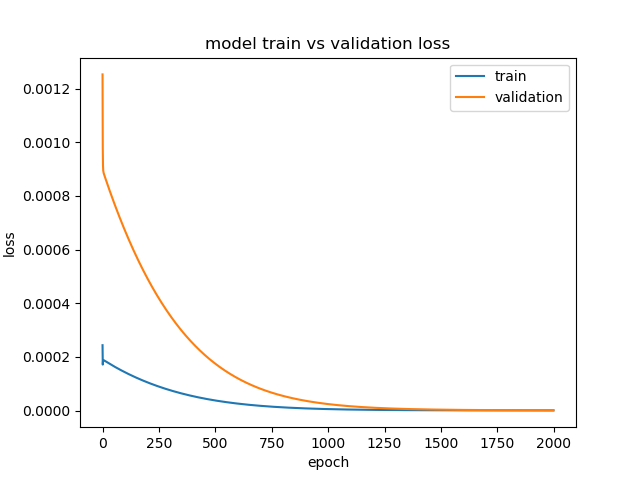 model train vs validation loss
train
validation
0.0012
0.0010
0.0008
0.0006
0.0004
0.0002
0.0000
loss
0 250 500 750 1000 1250 1500 1750 2000
epoch